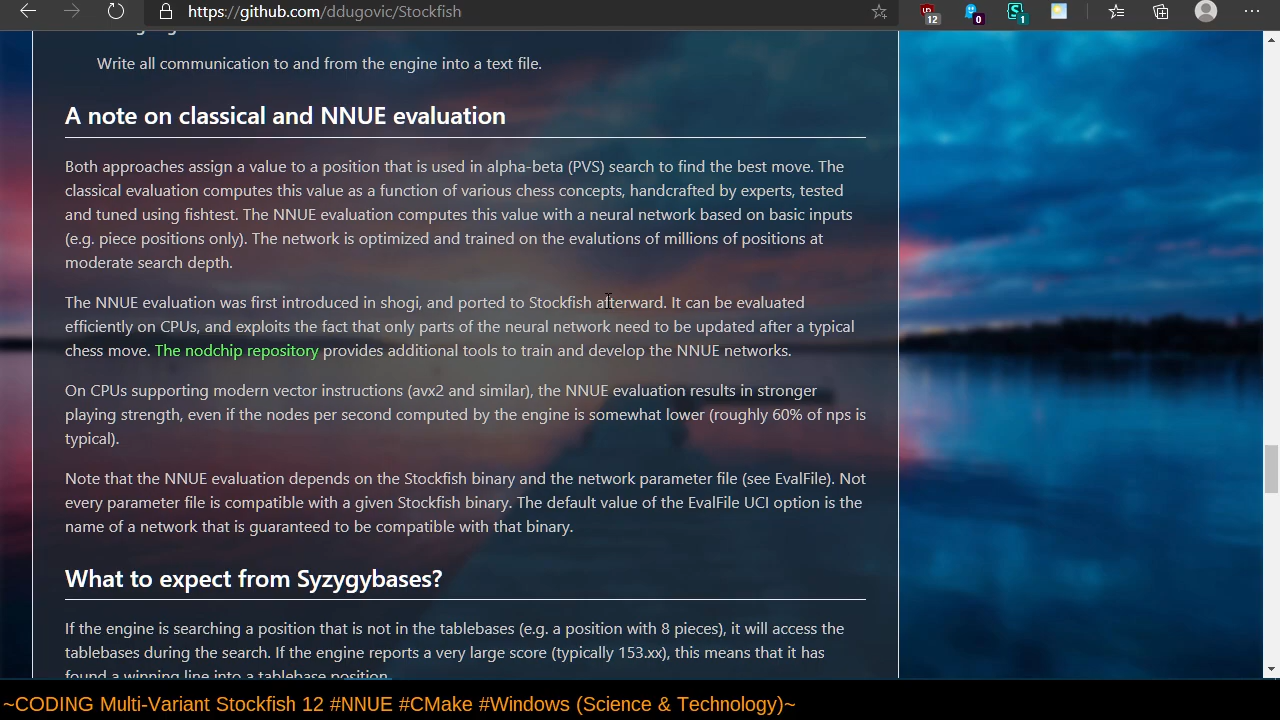 https://github.com/ddugovic/Stockfish
12
0
1
Write all communication to and from the engine into a text file.
A note on classical and NNUE evaluation
Both approaches assign a value to a position that is used in alpha-beta (PVS) search to find the best move. The
classical evaluation computes this value as a function of various chess concepts, handcrafted by experts, tested
and tuned using fishtest. The NNUE evaluation computes this value with a neural network based on basic inputs
(e.g. piece positions only). The network is optimized and trained on the evalutions of millions of positions at
moderate search depth.
The NNUE evaluation was first introduced in shogi, and ported to Stockfish afterward. It can be evaluated
efficiently on CPUs, and exploits the fact that only parts of the neural network need to be updated after a typical
chess move. The nodchip repository provides additional tools to train and develop the NNUE networks.
On CPUs supporting modern vector instructions (avx2 and similar), the NNUE evaluation results in stronger
playing strength, even if the nodes per second computed by the engine is somewhat lower (roughly 60% of nps is
typical).
Note that the NNUE evaluation depends on the Stockfish binary and the network parameter file (see EvalFile). Not
every parameter file is compatible with a given Stockfish binary. The default value of the EvalFile UCI option is the
name of a network that is guaranteed to be compatible with that binary.
What to expect from Syzygybases?
If the engine is searching a position that is not in the tablebases (e.g. a position with 8 pieces), it will access the
tablebases during the search. If the engine reports a very large score (typically 153.xx), this means that it has
found a winning line into a tablebase position.
~CODING Multi-Variant Stockfish 12 #NNUE #CMake #Windows (Science & Technology)~